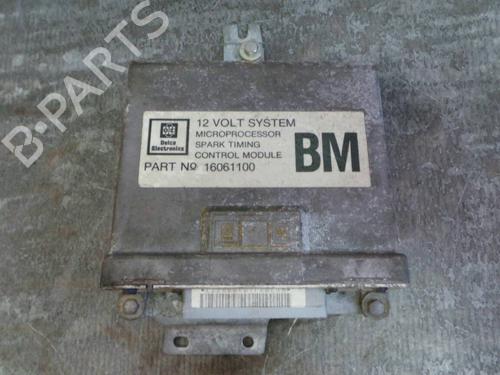 B-PARTS
12 VOLT SYSTEM
MICROPROCESSOR
SPARK TIMING
CONTROL MODULE
BM
Delco
Electronics
PART No 16061100